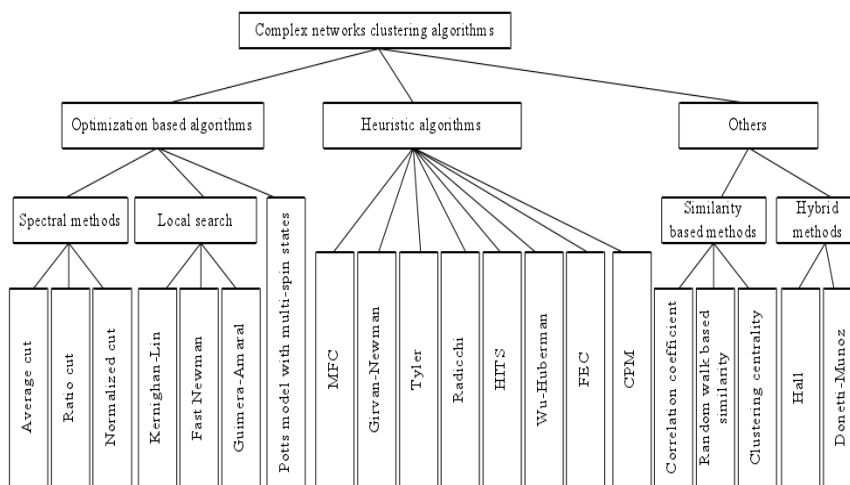 Complex networks clustering algorithms
Optimization based algorithms
Heuristic algorithms
Others
Spectral methods
Local search
Potts model with multi-spin states
Similarity
based methods
Hybrid
methods
Average cut
Ratio cut
Normalized cut
Kernighan-Lin
Fast Newman
Guimera-Amaral
MFC
Girvan-Newman
Tyler
Radicchi
HITS
Wu-Huberman
FEC
CPM
Correlation coefficient
Random walk based
similarity
Clustering centrality
Hall
Donetti-Munoz